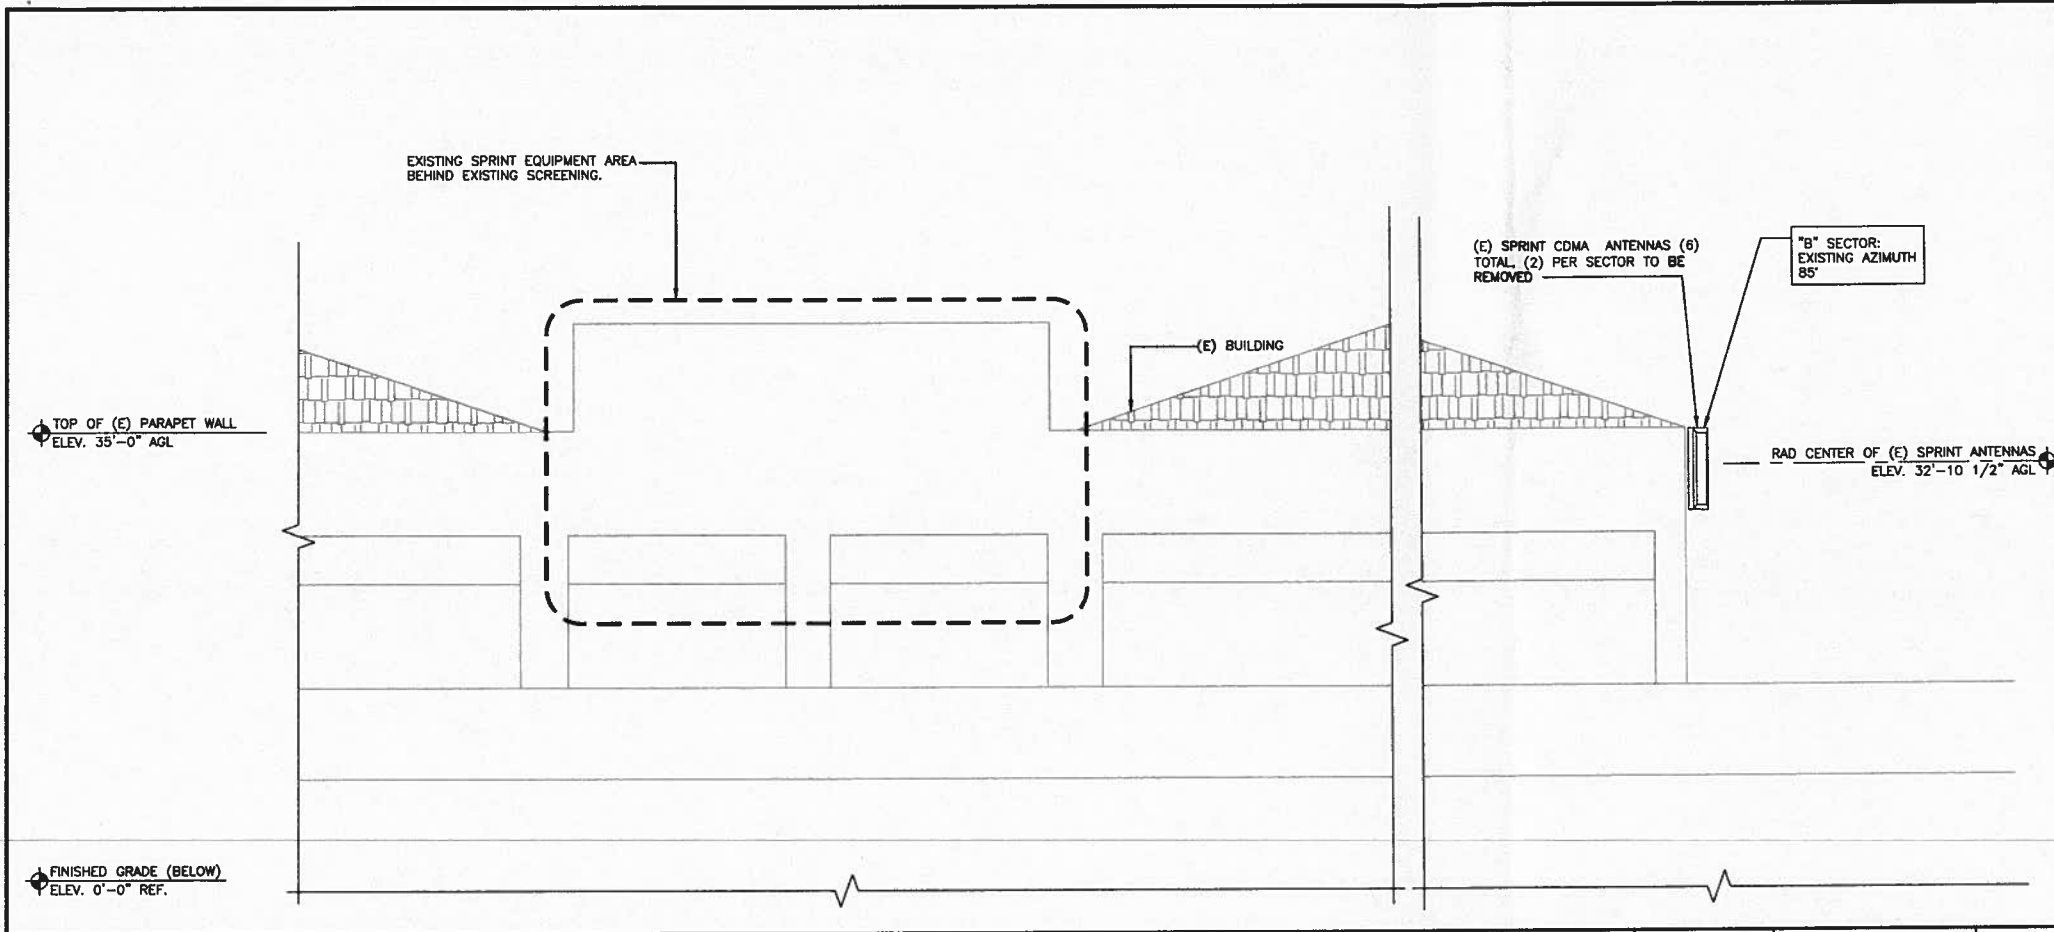 EXISTING SPRINT EQUIPMENT AREA
BEHIND EXISTING SCREENING.
(E) SPRINT CDMA ANTENNAS (6)
TOTAL, (2) PER SECTOR TO BE
REMOVED
"B" SECTOR:
EXISTING AZIMUTH
85°
(E) BUILDING
TOP OF (E) PARAPET WALL
ELEV. 35'-0" AGL
RAD CENTER OF (E) SPRINT ANTENNAS
ELEV. 32'-10 1/2" AGL
FINISHED GRADE (BELOW)
ELEV. 0'-0" REF.